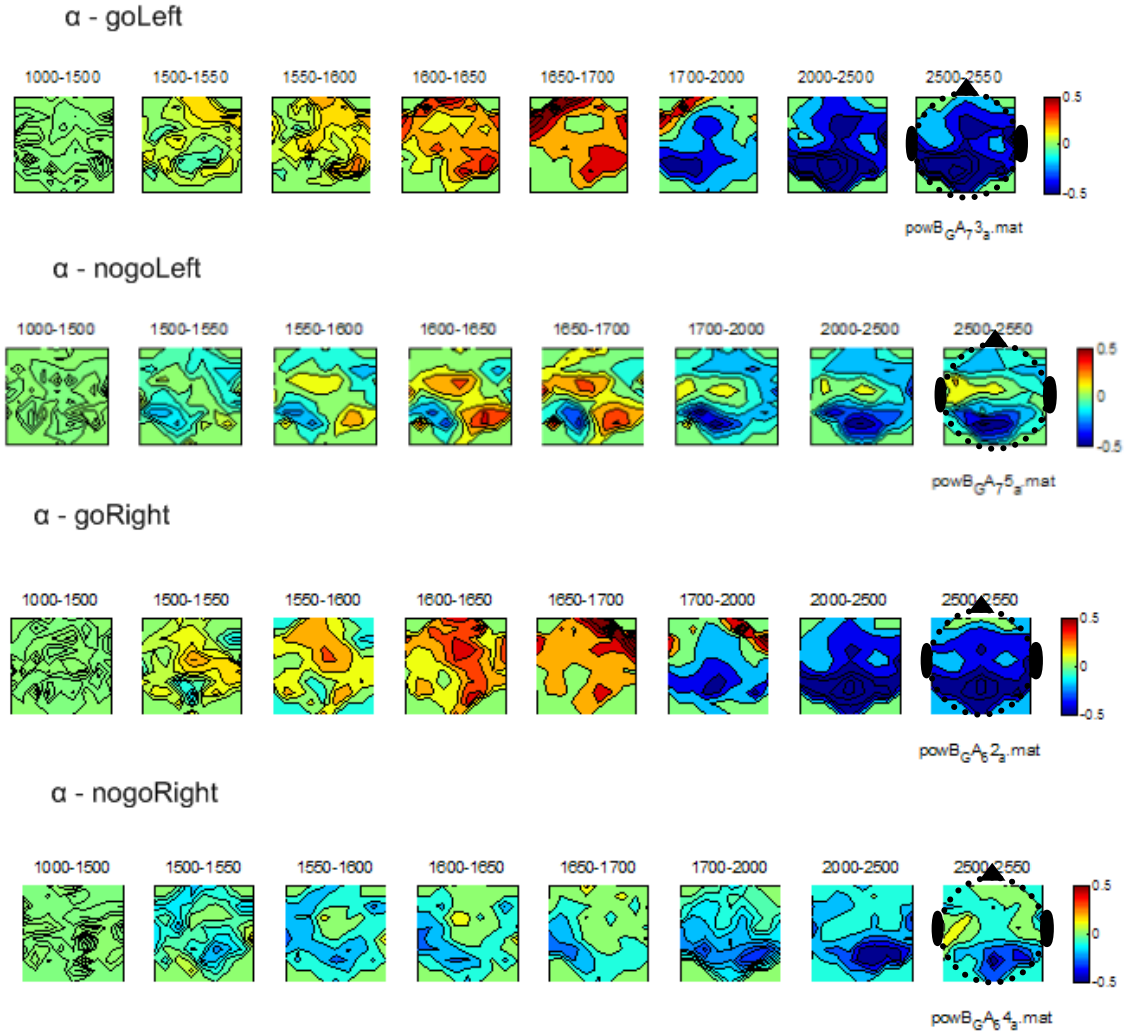 α - goLeft
1000-1500 1500-1550 1550-1600 1600-1650 1650-1700 1700-2000 2000-2500 2500-2550
0.5
0
-0.5
powB_GA_73_a.mat
α - nogoLeft
1000-1500 1500-1550 1550-1600 1600-1650 1650-1700 1700-2000 2000-2500 2500-2550
0.5
0
-0.5
powB_GA_75_a.mat
α - goRight
1000-1500 1500-1550 1550-1600 1600-1650 1650-1700 1700-2000 2000-2500 2500-2550
0.5
0
-0.5
powB_GA_62_a.mat
α - nogoRight
1000-1500 1500-1550 1550-1600 1600-1650 1650-1700 1700-2000 2000-2500 2500-2550
0.5
0
-0.5
powB_GA_64_a.mat